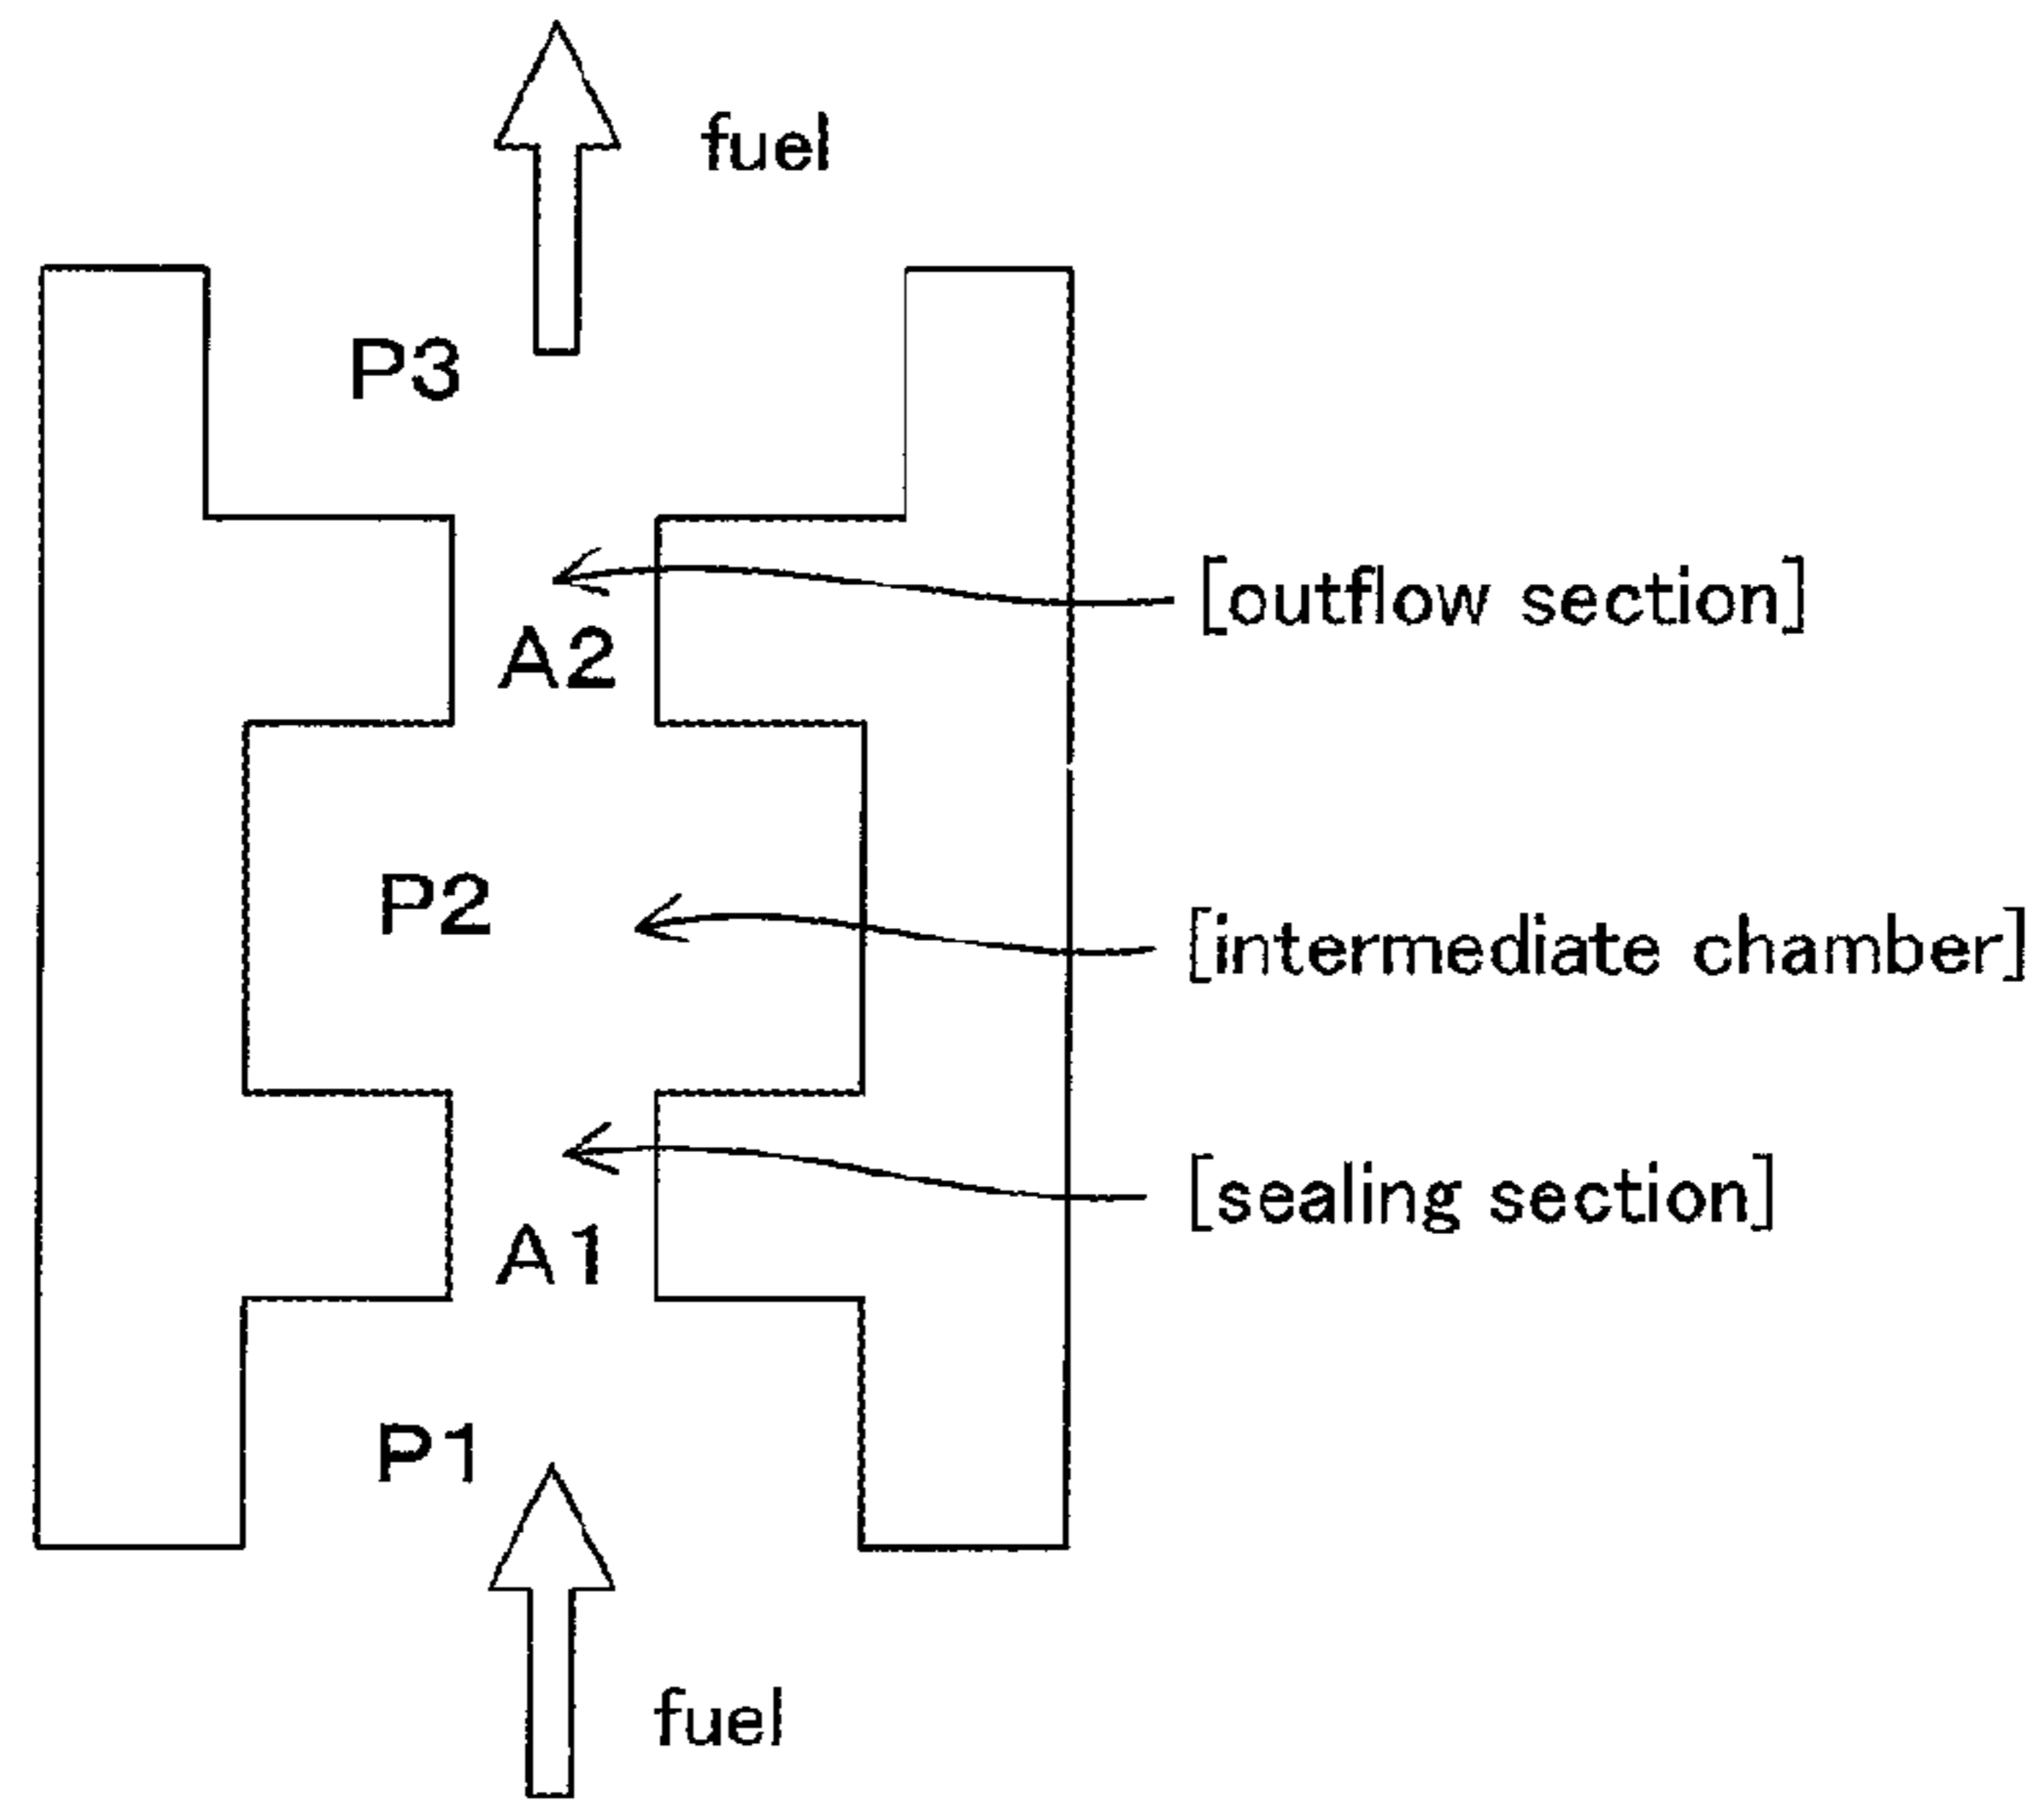 fuel
P3
[outflow section]
A2
P2
[intermediate chamber]
[sealing section]
A1
P1
fuel